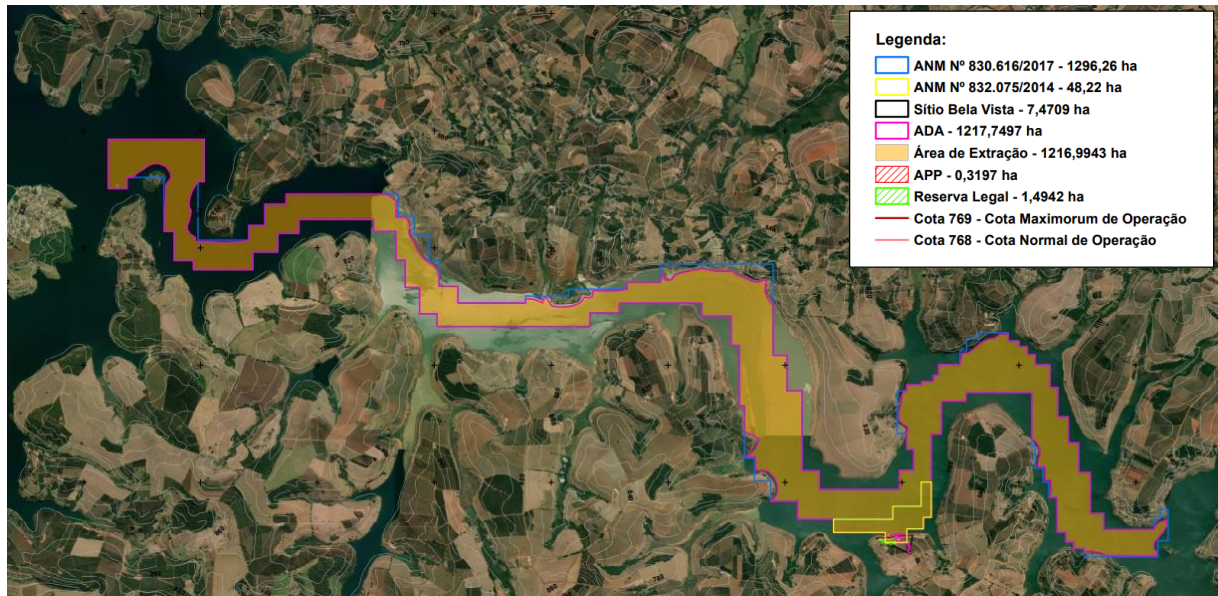 Legenda:
ANM Nº 830.616/2017 - 1296,26 ha
ANM Nº 832.075/2014 - 48,22 ha
Sítio Bela Vista - 7,4709 ha
ADA - 1217,7497 ha
Área de Extração - 1216,9943 ha
APP - 0,3197 ha
Reserva Legal - 1,4942 ha
Cota 769 - Cota Maximorum de Operação
Cota 768 - Cota Normal de Operação